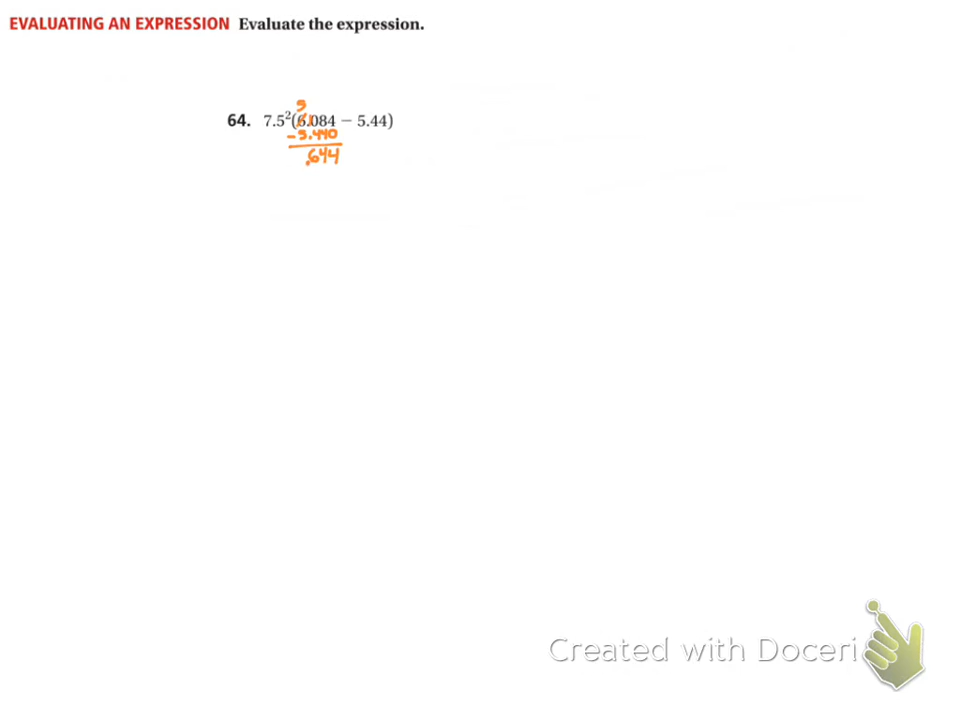 EVALUATING AN EXPRESSION Evaluate the expression.
5
64. 7.5²(6.084 − 5.44)
- 5.440
.644
Created with Doceri